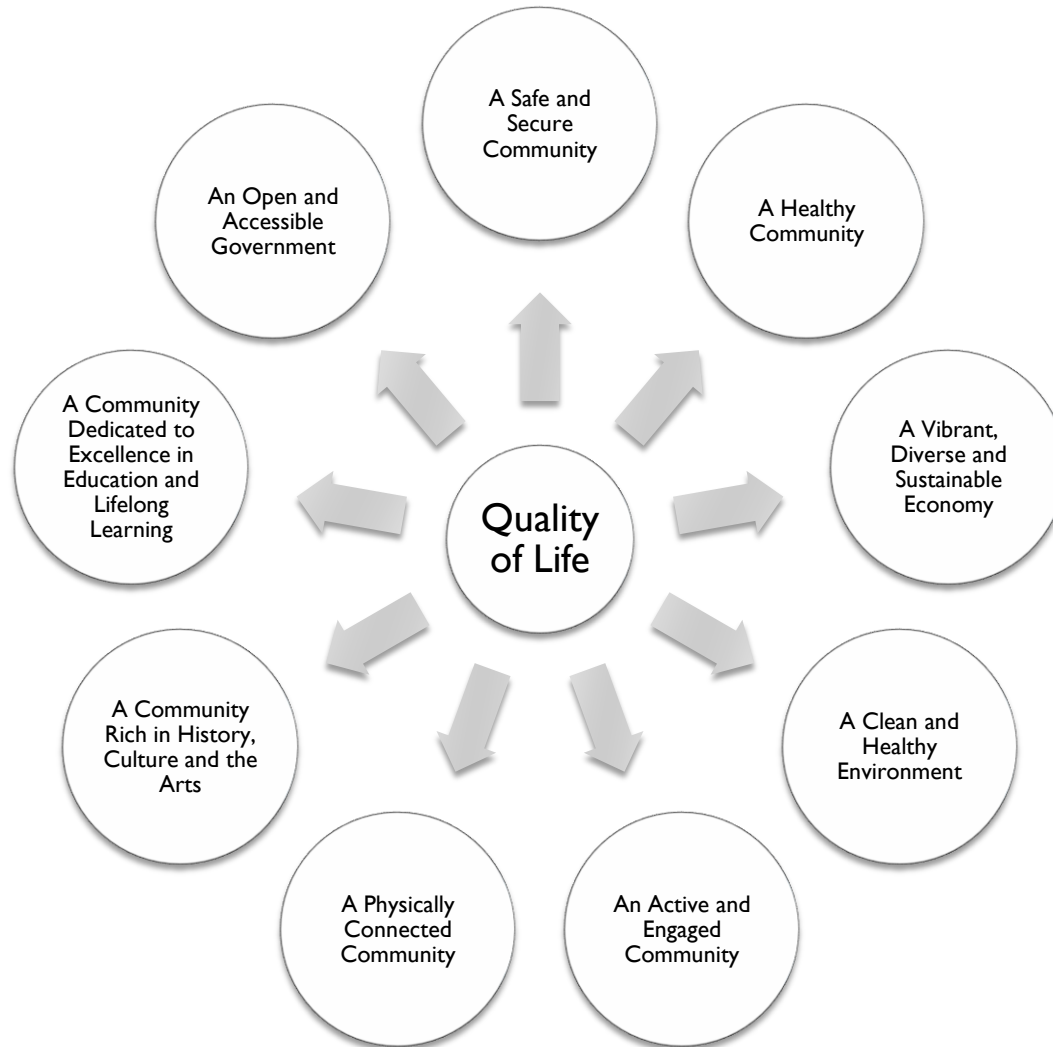 A Safe and
Secure
Community
A Healthy
Community
A Vibrant,
Diverse and
Sustainable
Economy
A Clean and
Healthy
Environment
An Active and
Engaged
Community
A Physically
Connected
Community
A Community
Rich in History,
Culture and the
Arts
A Community
Dedicated to
Excellence in
Education and
Lifelong
Learning
An Open and
Accessible
Government
Quality
of Life